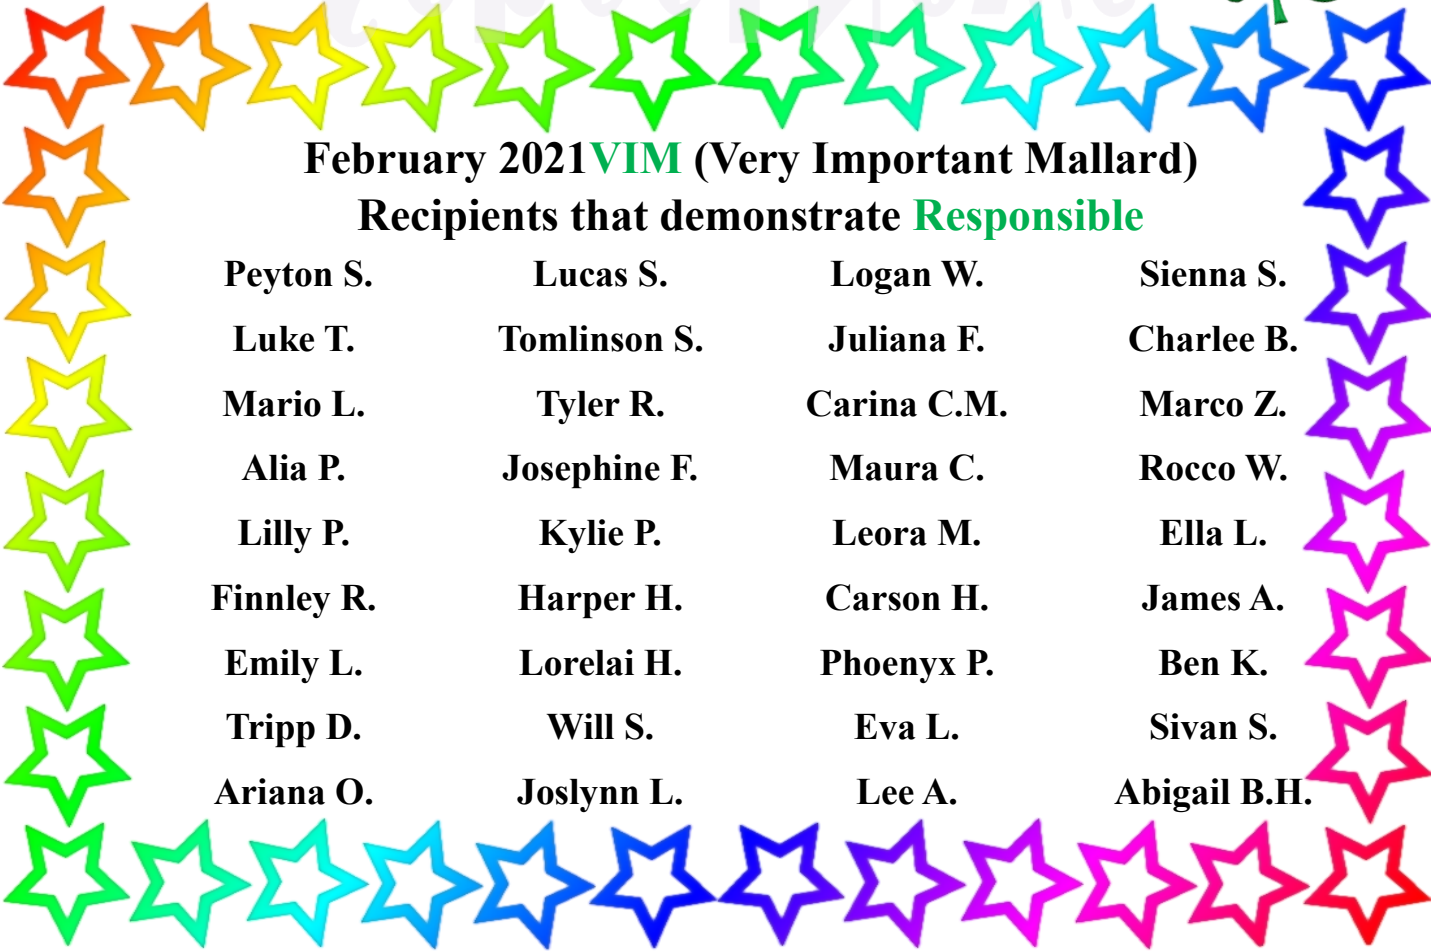 February 2021VIM (Very Important Mallard)
Recipients that demonstrate Responsible
Peyton S. Lucas S. Logan W. Sienna S.
Luke T. Tomlinson S. Juliana F. Charlee B.
Mario L. Tyler R. Carina C.M. Marco Z.
Alia P. Josephine F. Maura C. Rocco W.
Lilly P. Kylie P. Leora M. Ella L.
Finnley R. Harper H. Carson H. James A.
Emily L. Lorelai H. Phoenyx P. Ben K.
Tripp D. Will S. Eva L. Sivan S.
Ariana O. Joslynn L. Lee A. Abigail B.H.